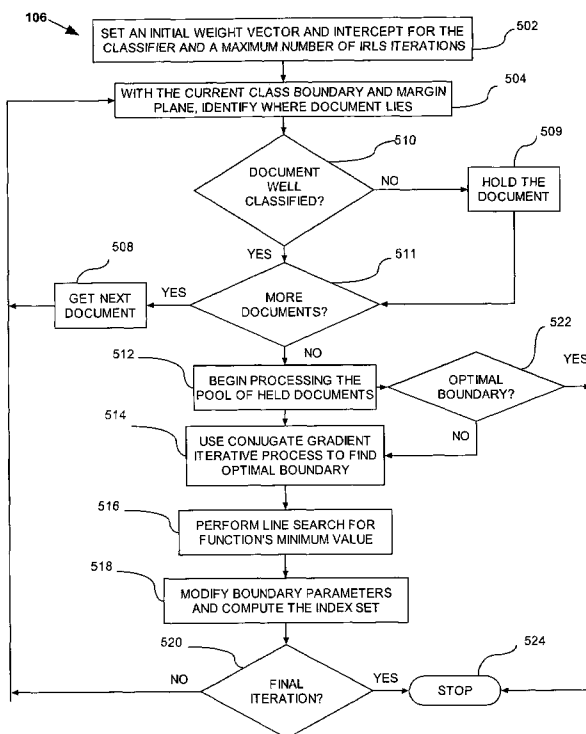 106
SET AN INITIAL WEIGHT VECTOR AND INTERCEPT FOR THE
CLASSIFIER AND A MAXIMUM NUMBER OF IRLS ITERATIONS
502
WITH THE CURRENT CLASS BOUNDARY AND MARGIN
PLANE, IDENTIFY WHERE DOCUMENT LIES
504
510
509
DOCUMENT
WELL
CLASSIFIED?
NO
HOLD THE
DOCUMENT
YES
508
511
GET NEXT
DOCUMENT
YES
MORE
DOCUMENTS?
522
NO
512
BEGIN PROCESSING THE
POOL OF HELD DOCUMENTS
OPTIMAL
BOUNDARY?
YES
514
NO
USE CONJUGATE GRADIENT
ITERATIVE PROCESS TO FIND
OPTIMAL BOUNDARY
516
PERFORM LINE SEARCH FOR
FUNCTION'S MINIMUM VALUE
518
MODIFY BOUNDARY PARAMETERS
AND COMPUTE THE INDEX SET
520
524
NO
FINAL
ITERATION?
YES
STOP